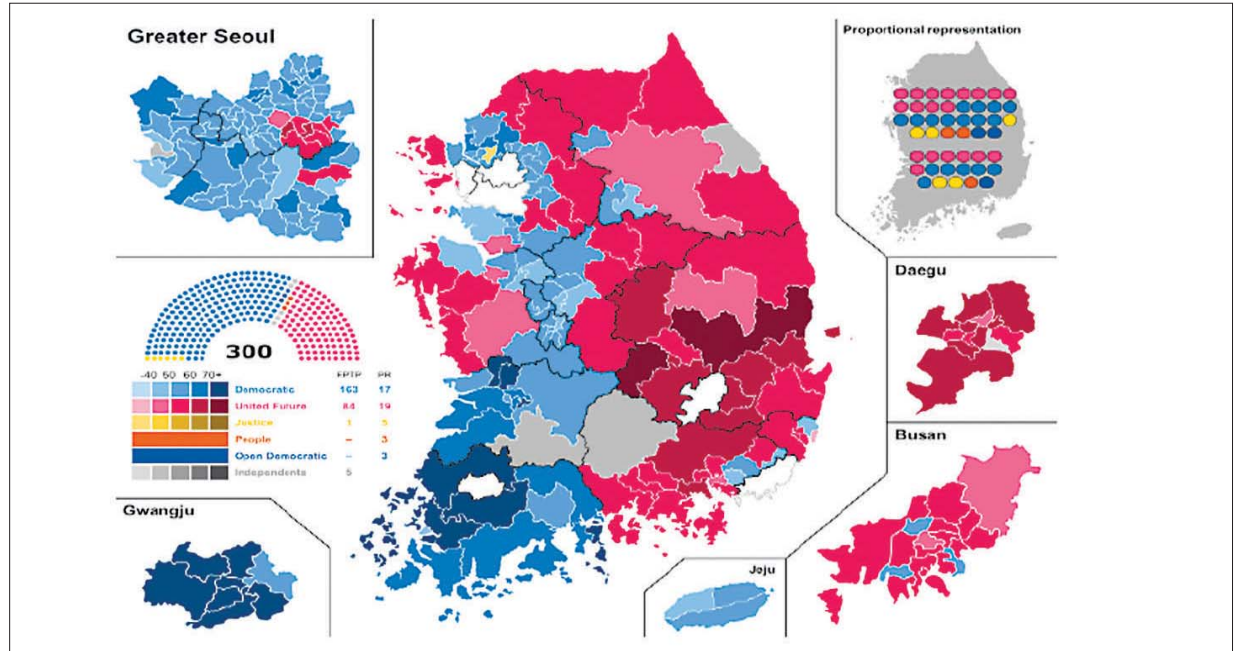 Greater Seoul
Proportional representation
Daegu
300
-40 50 60 70+ FPTP PR
Democratic 163 17
United Future 84 19
Justice 1 5
People – 3
Open Democratic – 3
Independents 5
Busan
Gwangju
Jeju